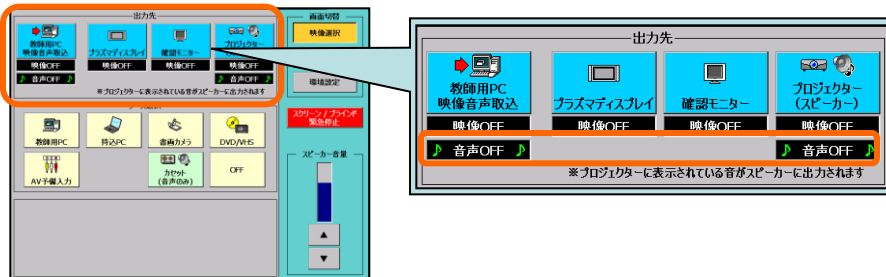 出力先
教師用PC
映像音声取込
プラズマディスプレイ
確認モニター
プロジェクター
(スピーカー)
映像OFF
映像OFF
映像OFF
映像OFF
♪ 音声OFF ♪
♪ 音声OFF ♪
※プロジェクターに表示されている音がスピーカーに出力されます
教師用PC
持込PC
書画カメラ
DVD/VHS
AV予備入力
カセット
(音声のみ)
OFF
画面切替
映像選択
環境設定
スクリーン/ブラインド
緊急停止
スピーカー音量
▲
▼
出力先
教師用PC
映像音声取込
プラズマディスプレイ
確認モニター
プロジェクター
(スピーカー)
映像OFF
映像OFF
映像OFF
映像OFF
♪ 音声OFF ♪
♪ 音声OFF ♪
※プロジェクターに表示されている音がスピーカーに出力されます